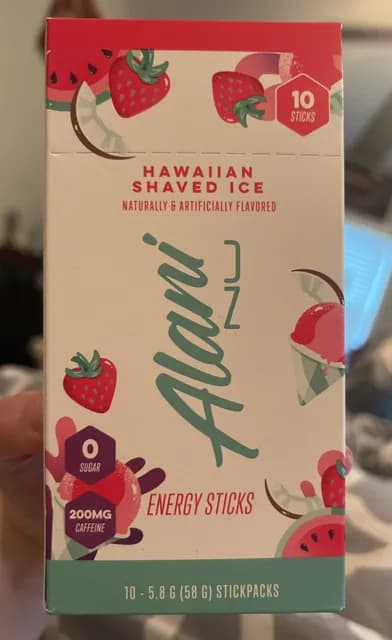 10
STICKS
HAWAIIAN
SHAVED ICE
NATURALLY & ARTIFICIALLY FLAVORED
Alani
NU
0
SUGAR
200MG
CAFFEINE
ENERGY STICKS
10 - 5.8 G (58 G) STICKPACKS